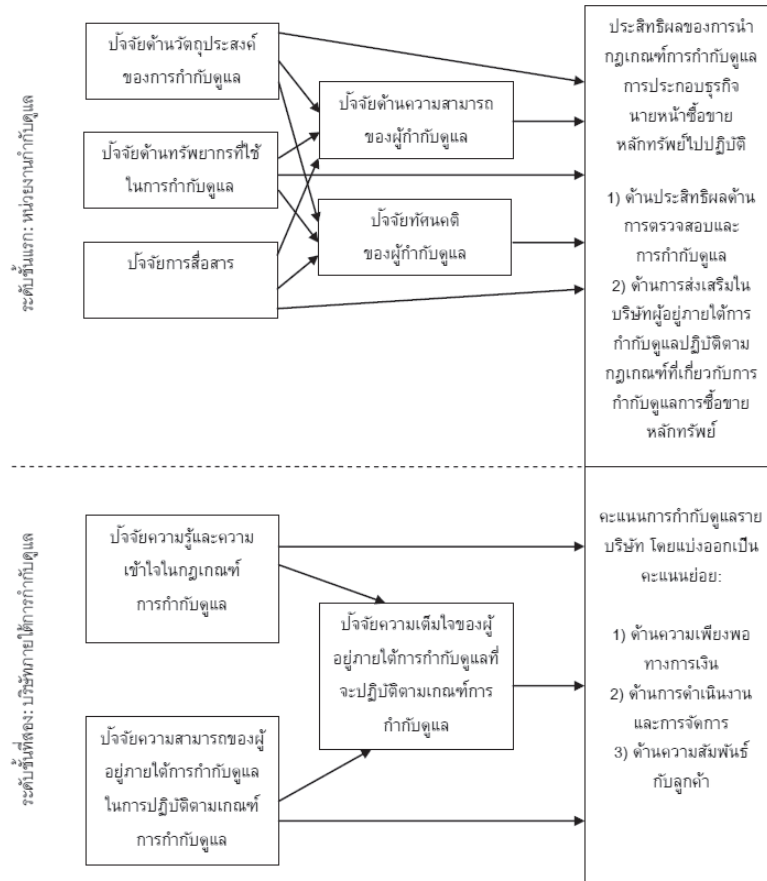 ระดับชั้นแรก: หน่วยงานกำกับดูแล
ปัจจัยด้านวัตถุประสงค์
ของการกำกับดูแล
ปัจจัยด้านทรัพยากรที่ใช้
ในการกำกับดูแล
ปัจจัยการสื่อสาร
ปัจจัยด้านความสามารถ
ของผู้กำกับดูแล
ปัจจัยทัศนคติ
ของผู้กำกับดูแล
ประสิทธิผลของการนำ
กฎเกณฑ์การกำกับดูแล
การประกอบธุรกิจ
นายหน้าซื้อขาย
หลักทรัพย์ไปปฏิบัติ
1) ด้านประสิทธิผลด้าน
การตรวจสอบและ
การกำกับดูแล
2) ด้านการส่งเสริมใน
บริษัทผู้อยู่ภายใต้การ
กำกับดูแลปฏิบัติตาม
กฎเกณฑ์ที่เกี่ยวกับการ
กำกับดูแลการซื้อขาย
หลักทรัพย์
ระดับชั้นที่สอง: บริษัทภายใต้การกำกับดูแล
ปัจจัยความรู้และความ
เข้าใจในกฎเกณฑ์
การกำกับดูแล
ปัจจัยความสามารถของผู้
อยู่ภายใต้การกำกับดูแล
ในการปฏิบัติตามเกณฑ์
การกำกับดูแล
ปัจจัยความเต็มใจของผู้
อยู่ภายใต้การกำกับดูแลที่
จะปฏิบัติตามเกณฑ์การ
กำกับดูแล
คะแนนการกำกับดูแลราย
บริษัท โดยแบ่งออกเป็น
คะแนนย่อย:
1) ด้านความเพียงพอ
ทางการเงิน
2) ด้านการดำเนินงาน
และการจัดการ
3) ด้านความสัมพันธ์
กับลูกค้า